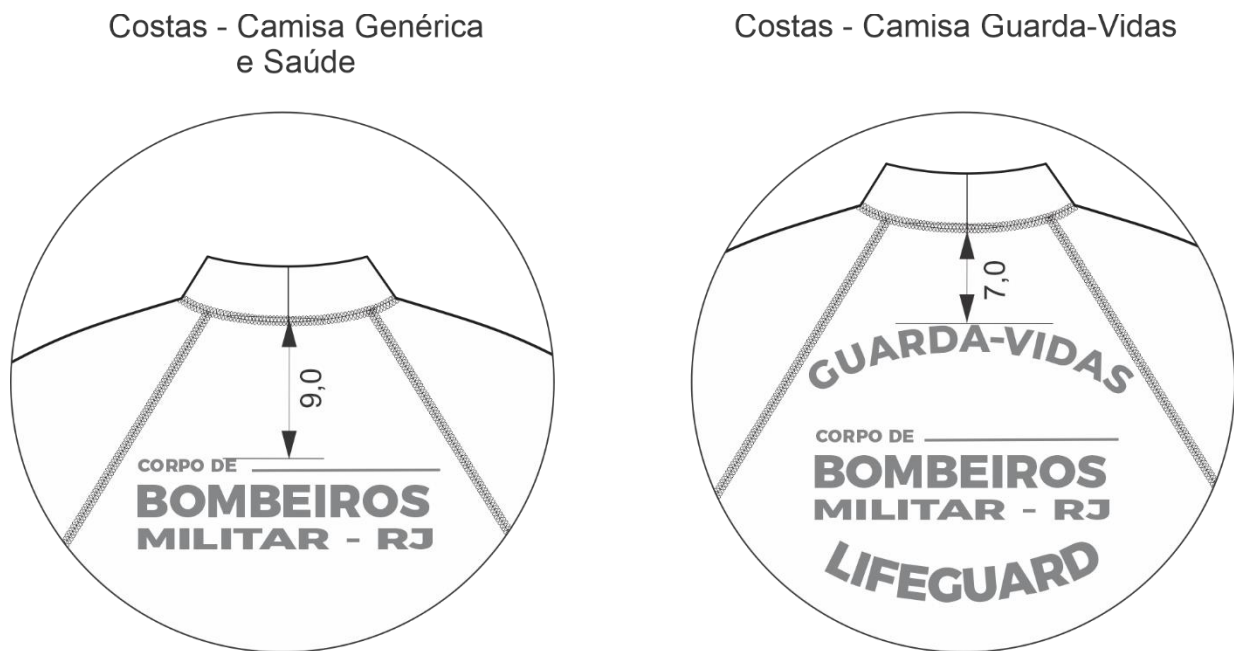 Costas - Camisa Genérica
e Saúde
9,0
CORPO DE
BOMBEIROS
MILITAR - RJ
Costas - Camisa Guarda-Vidas
7,0
GUARDA-VIDAS
CORPO DE
BOMBEIROS
MILITAR - RJ
LIFEGUARD